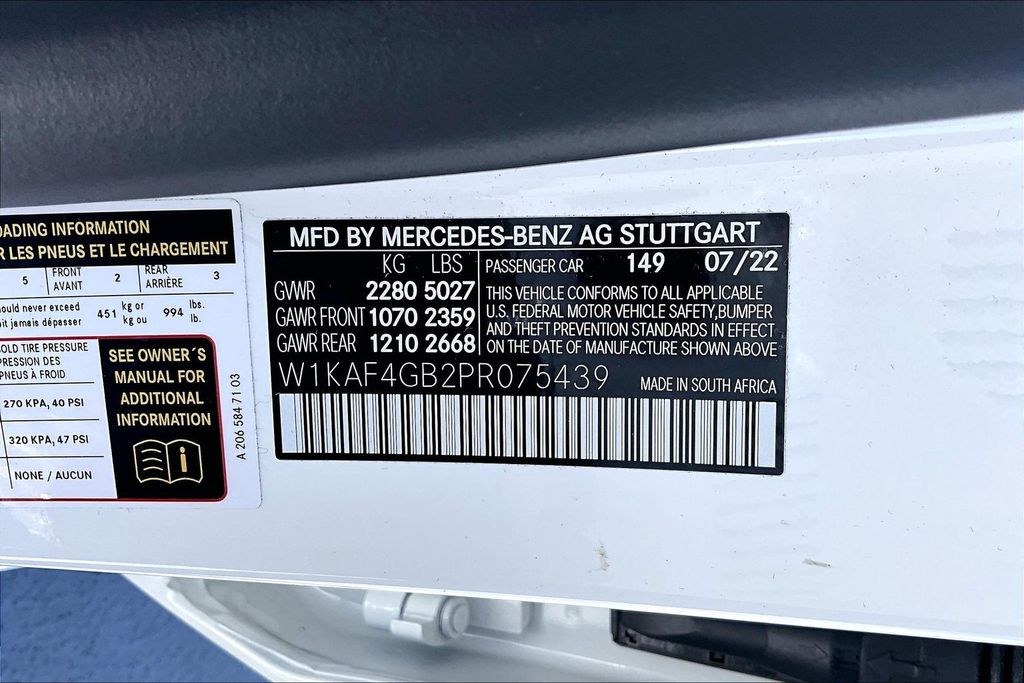 ADING INFORMATION
R LES PNEUS ET LE CHARGEMENT
5 FRONT 2 REAR 3
AVANT ARRIÈRE
ould never exceed 451 kg or 994 lbs.
it jamais dépasser kg ou lb.
OLD TIRE PRESSURE
PRESSION DES
PNEUS À FROID
270 KPA, 40 PSI
320 KPA, 47 PSI
NONE / AUCUN
SEE OWNER´S
MANUAL FOR
ADDITIONAL
INFORMATION
i
A 206 584 71 03
MFD BY MERCEDES-BENZ AG STUTTGART
KG LBS
GVWR 2280 5027
GAWR FRONT 1070 2359
GAWR REAR 1210 2668
PASSENGER CAR 149 07/22
THIS VEHICLE CONFORMS TO ALL APPLICABLE
U.S. FEDERAL MOTOR VEHICLE SAFETY,BUMPER
AND THEFT PREVENTION STANDARDS IN EFFECT
ON THE DATE OF MANUFACTURE SHOWN ABOVE
W1KAF4GB2PR075439 MADE IN SOUTH AFRICA